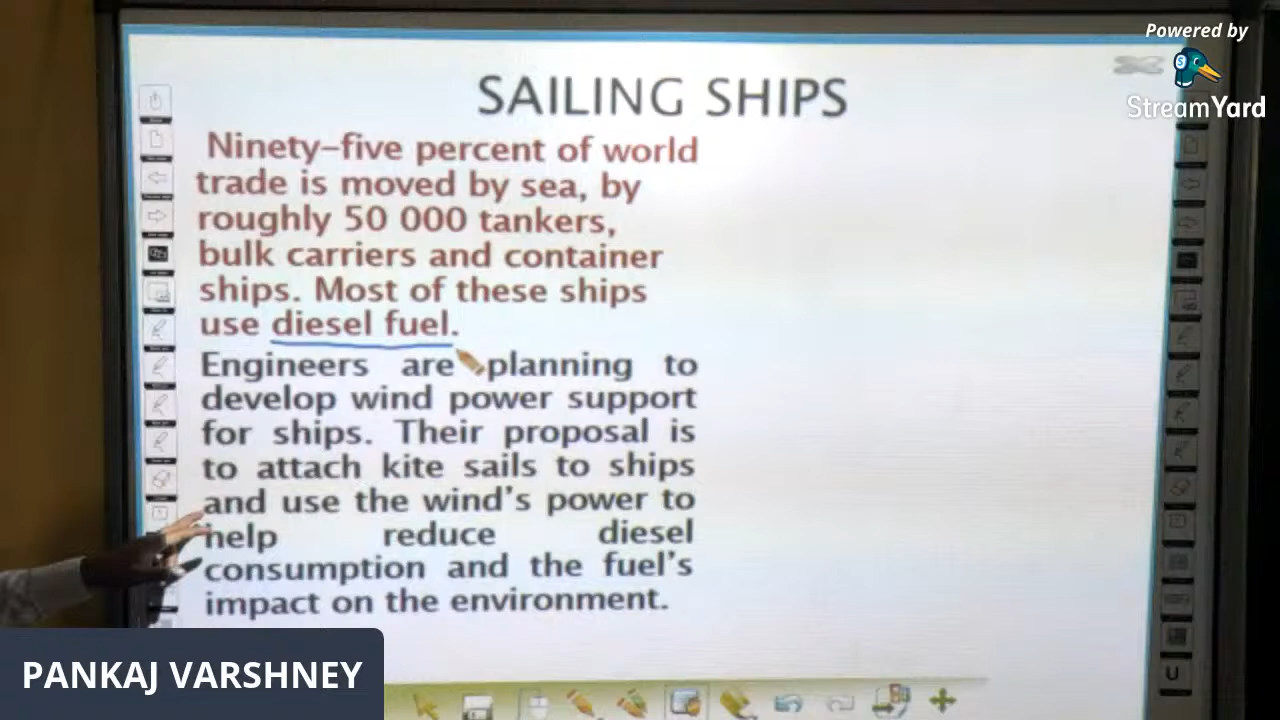 Powered by
StreamYard
SAILING SHIPS
Ninety-five percent of world
trade is moved by sea, by
roughly 50 000 tankers,
bulk carriers and container
ships. Most of these ships
use diesel fuel.
Engineers are planning to
develop wind power support
for ships. Their proposal is
to attach kite sails to ships
and use the wind's power to
help reduce diesel
consumption and the fuel's
impact on the environment.
PANKAJ VARSHNEY